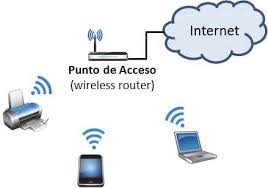 Internet
Punto de Acceso
(wireless router)